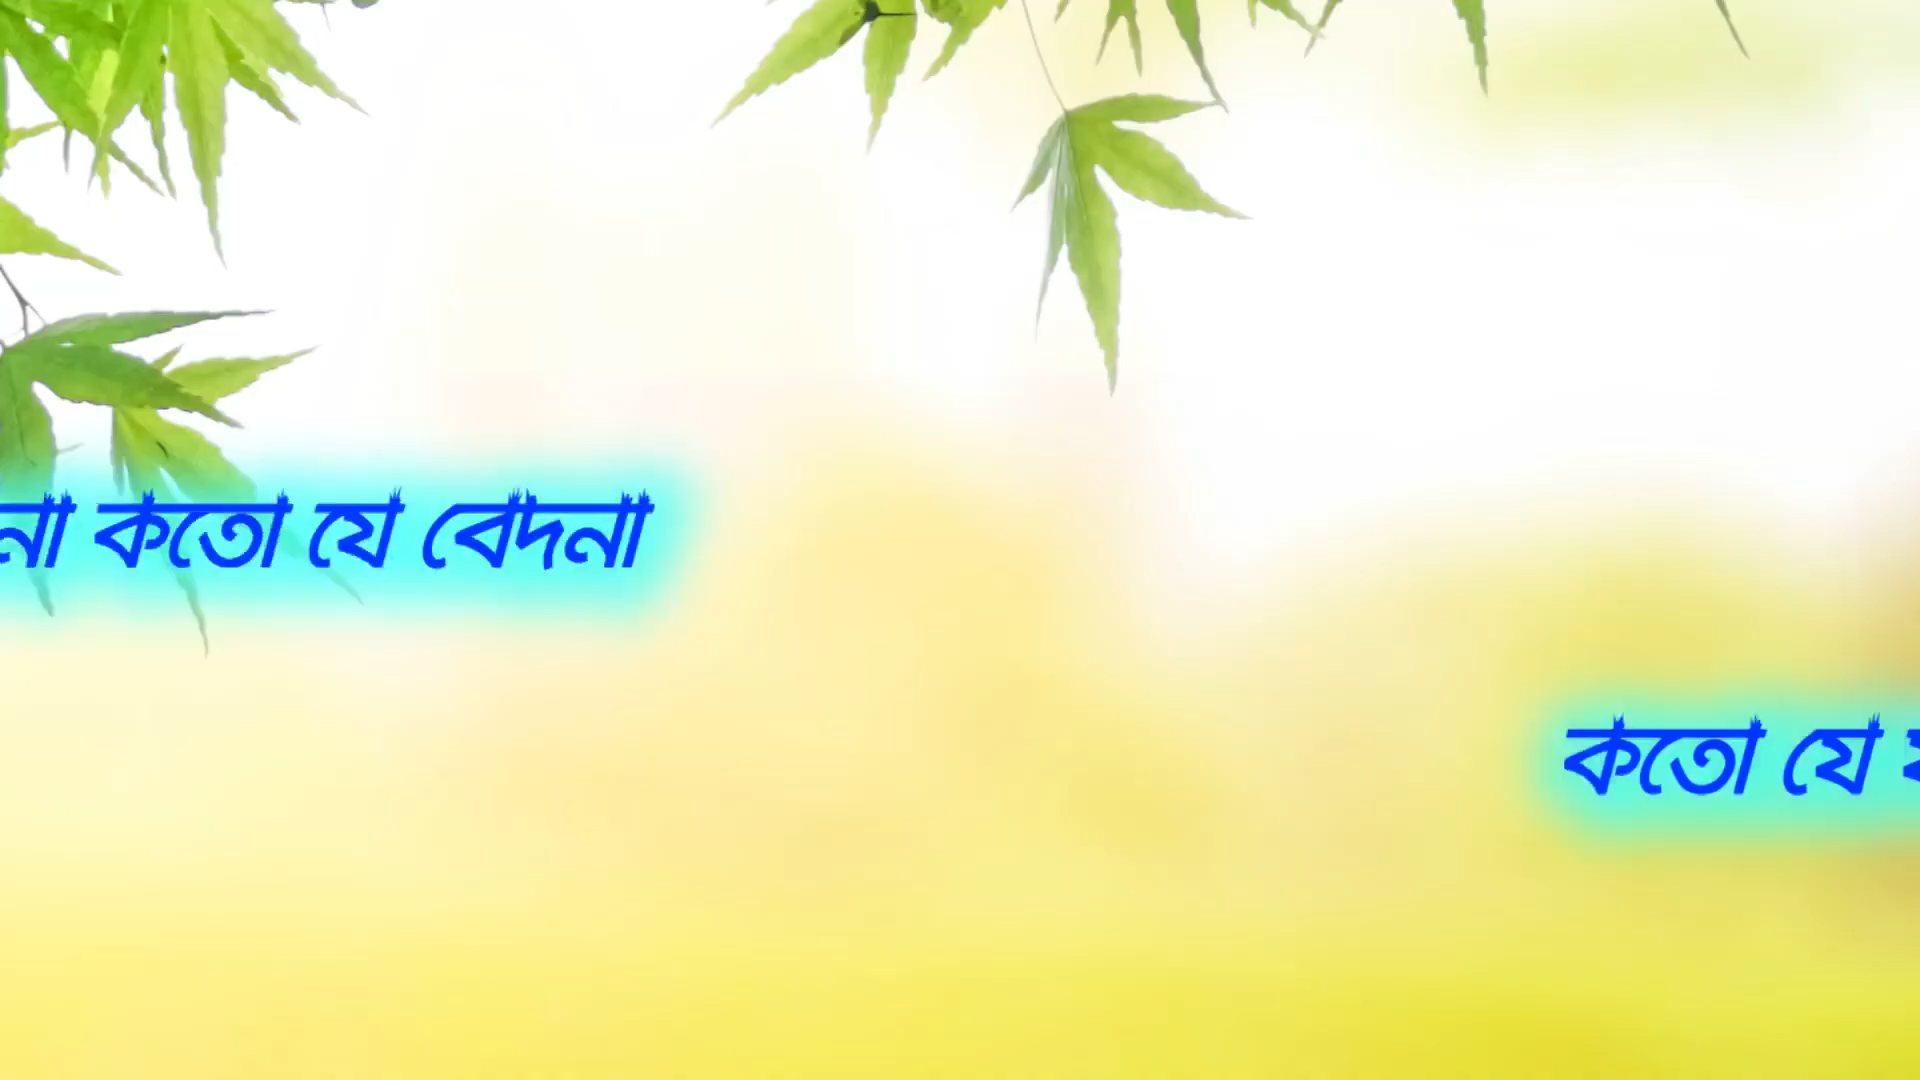 না কতো যে বেদনা
কতো যে